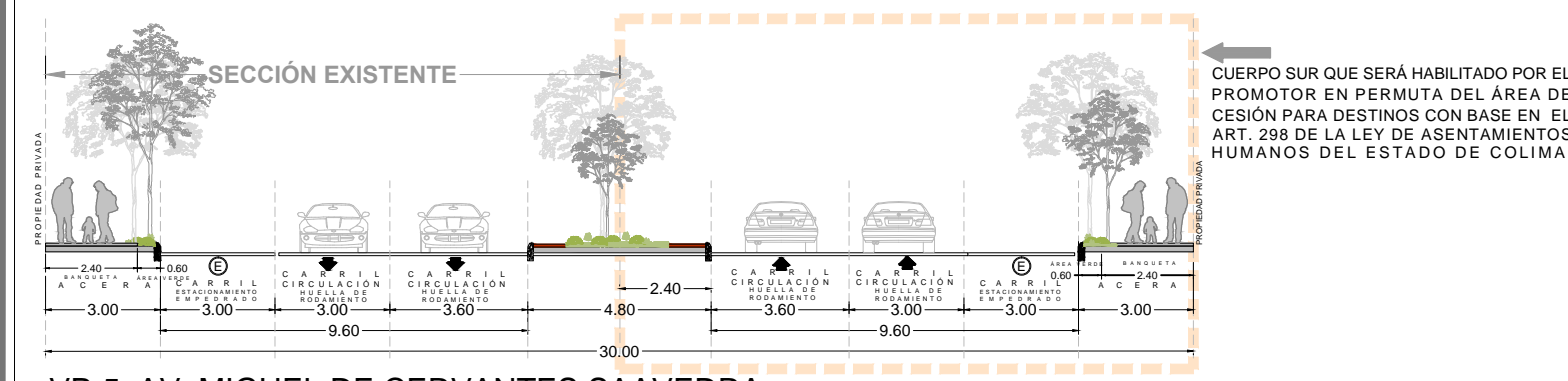 SECCIÓN EXISTENTE
CUERPO SUR QUE SERÁ HABILITADO POR EL
PROMOTOR EN PERMUTA DEL ÁREA DE
CESIÓN PARA DESTINOS CON BASE EN EL
ART. 298 DE LA LEY DE ASENTAMIENTOS
HUMANOS DEL ESTADO DE COLIMA
PROPIEDAD PRIVADA
PROPIEDAD PRIVADA
2.40 0.60
BANQUETA ÁREA VERDE
ACERA
E
CARRIL
ESTACIONAMIENTO
EMPEDRADO
CARRIL
CIRCULACIÓN
HUELLA DE
RODAMIENTO
CARRIL
CIRCULACIÓN
HUELLA DE
RODAMIENTO
2.40
CARRIL
CIRCULACIÓN
HUELLA DE
RODAMIENTO
CARRIL
CIRCULACIÓN
HUELLA DE
RODAMIENTO
E
CARRIL
ESTACIONAMIENTO
EMPEDRADO
ÁREA VERDE BANQUETA
0.60 2.40
ACERA
3.00 3.00 3.00 3.60 4.80 3.60 3.00 3.00 3.00
9.60 9.60
30.00
VP-5 AV. MIGUEL DE CERVANTES SAAVEDRA